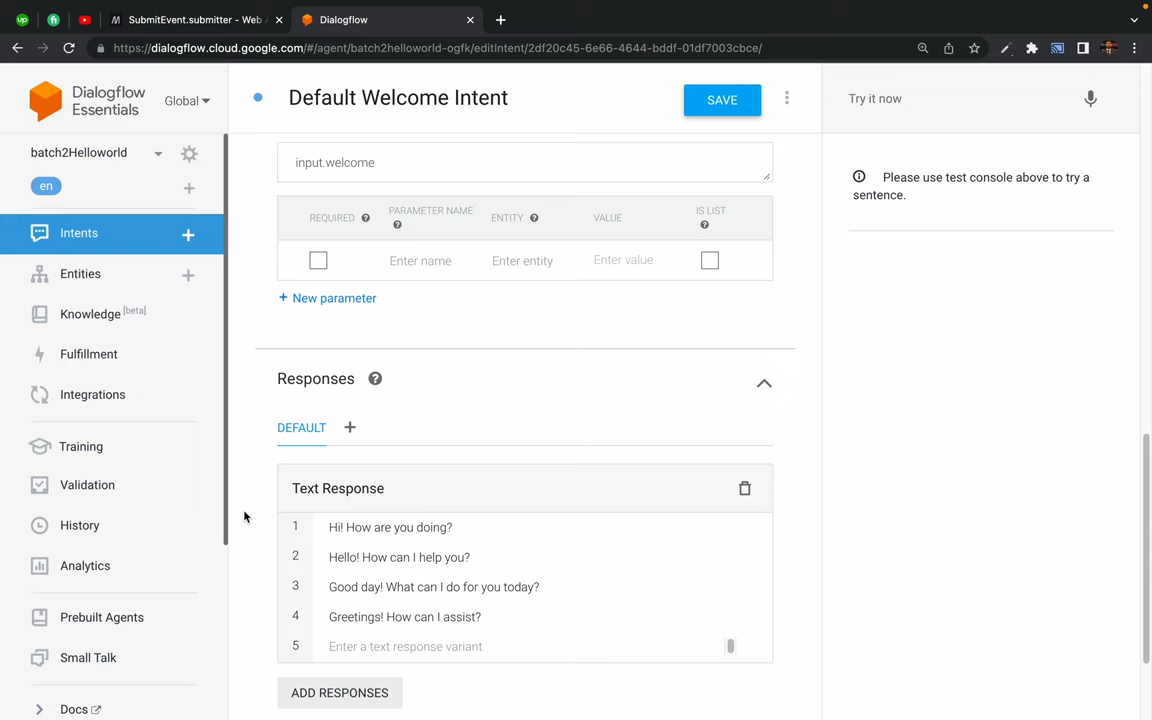 SubmitEvent.submitter - Web A
Dialogflow
https://dialogflow.cloud.google.com/#/agent/batch2helloworld-ogfk/editIntent/2df20c45-6e66-4644-bddf-01df7003cbce/
Dialogflow
Essentials
Global
batch2Helloworld
en
Intents
Entities
Knowledge [beta]
Fulfillment
Integrations
Training
Validation
History
Analytics
Prebuilt Agents
Small Talk
Docs
Default Welcome Intent
SAVE
input.welcome
REQUIRED PARAMETER NAME ENTITY VALUE IS LIST
Enter name Enter entity Enter value
+ New parameter
Responses
DEFAULT +
Text Response
1 Hi! How are you doing?
2 Hello! How can I help you?
3 Good day! What can I do for you today?
4 Greetings! How can I assist?
5 Enter a text response variant
ADD RESPONSES
Try it now
Please use test console above to try a
sentence.